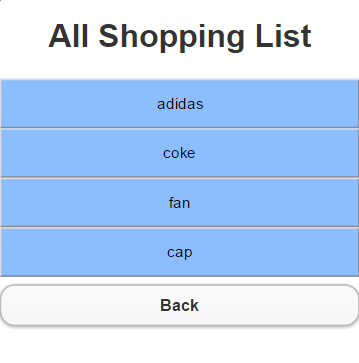 All Shopping List
adidas
coke
fan
cap
Back